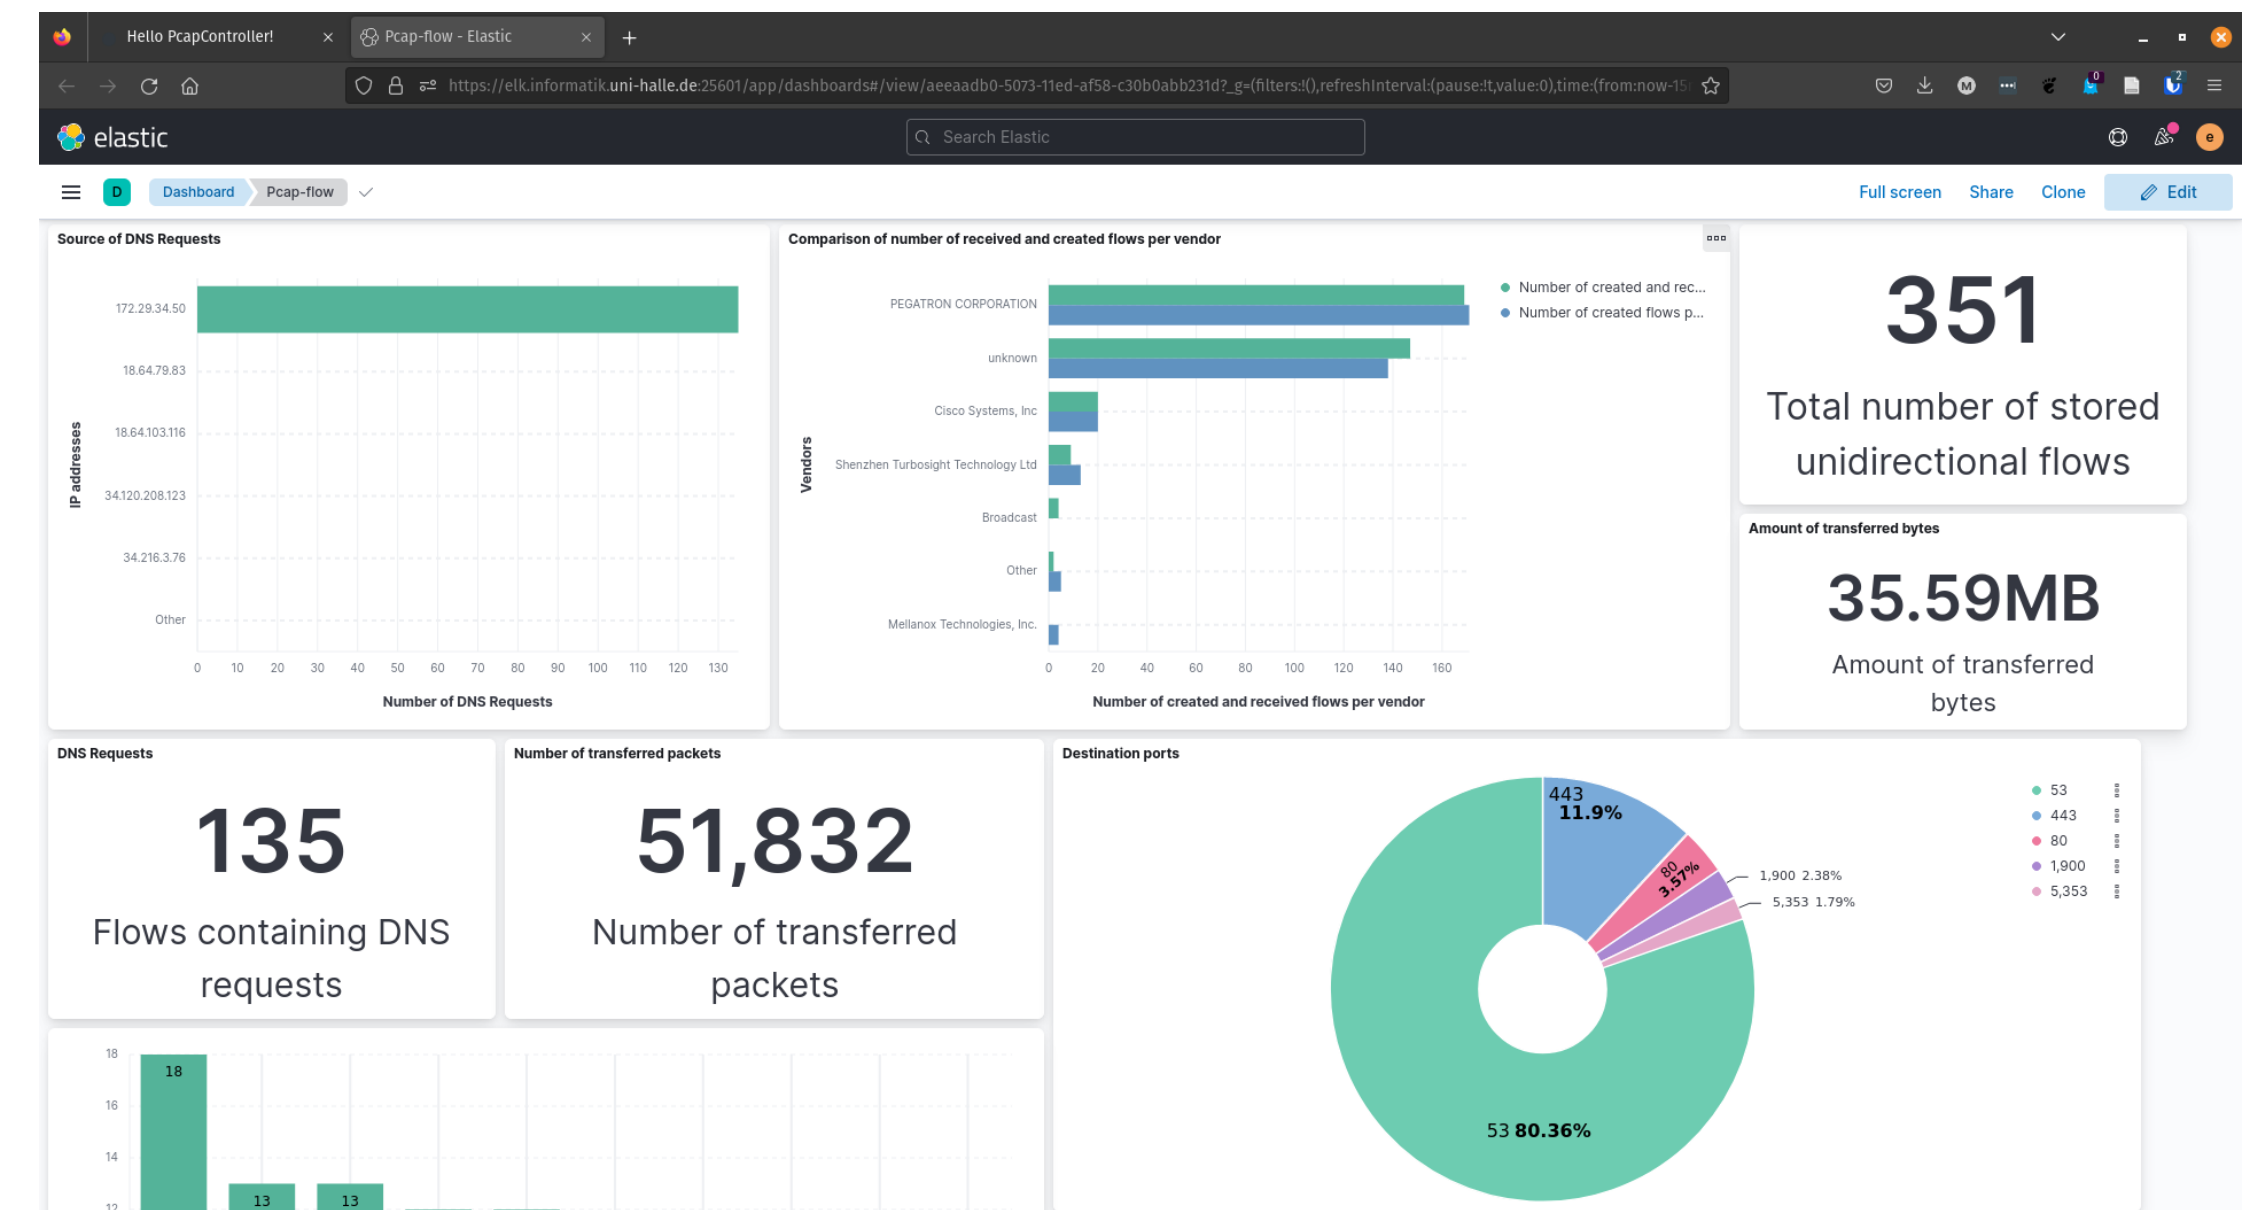 Hello PcapController!
Pcap-flow - Elastic
https://elk.informatik.uni-halle.de:25601/app/dashboards#/view/aeeaadb0-5073-11ed-af58-c30b0abb231d?_g=(filters:!(),refreshInterval:(pause:!t,value:0),time:(from:now-15
M
0
2
elastic
Search Elastic
e
D
Dashboard
Pcap-flow
Full screen
Share
Clone
Edit
Source of DNS Requests
IP addresses
172.29.34.50
18.64.79.83
18.64.103.116
34.120.208.123
34.216.3.76
Other
0 10 20 30 40 50 60 70 80 90 100 110 120 130
Number of DNS Requests
Comparison of number of received and created flows per vendor
Vendors
PEGATRON CORPORATION
unknown
Cisco Systems, Inc
Shenzhen Turbosight Technology Ltd
Broadcast
Other
Mellanox Technologies, Inc.
0 20 40 60 80 100 120 140 160
Number of created and received flows per vendor
Number of created and rec...
Number of created flows p...
351
Total number of stored
unidirectional flows
Amount of transferred bytes
35.59MB
Amount of transferred
bytes
DNS Requests
135
Flows containing DNS
requests
Number of transferred packets
51,832
Number of transferred
packets
Destination ports
443
11.9%
80
3.57%
1,900 2.38%
5,353 1.79%
53 80.36%
53
443
80
1,900
5,353
18
16
14
12
18
13
13